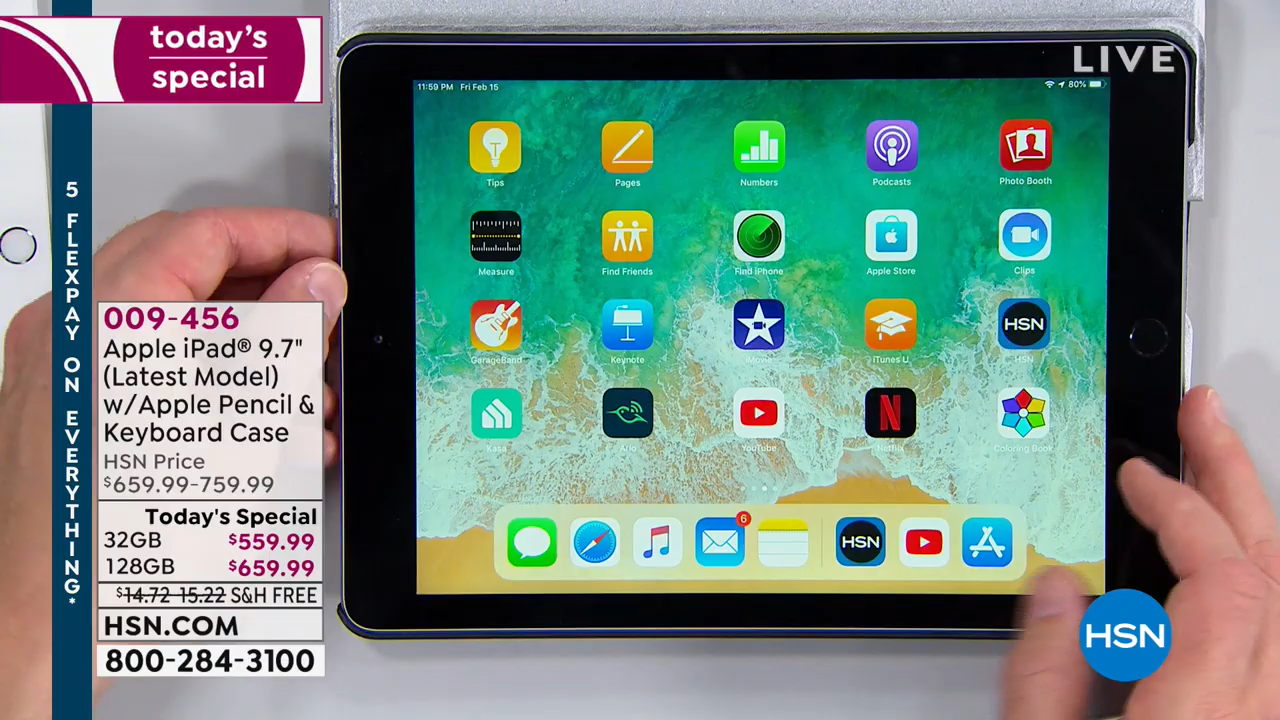 today's
special
LIVE
5 FLEXPAY ON EVERYTHING*
009-456
Apple iPad® 9.7"
(Latest Model)
w/Apple Pencil &
Keyboard Case
HSN Price
$659.99-759.99
Today's Special
32GB $559.99
128GB $659.99
$14.72-15.22 S&H FREE
HSN.COM
800-284-3100
11:59 PM Fri Feb 15
80%
Tips Pages Numbers Podcasts Photo Booth
Measure Find Friends Find iPhone Apple Store Clips
HSN
GarageBand Keynote iMovie iTunes U HSN
N
Kasa Arlo YouTube Netflix Coloring Book
6
HSN
HSN